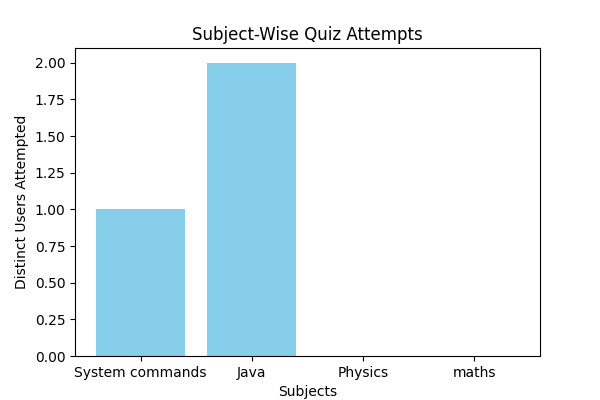 Subject-Wise Quiz Attempts
2.00
1.75
1.50
1.25
1.00
0.75
0.50
0.25
0.00
Distinct Users Attempted
System commands Java Physics maths
Subjects